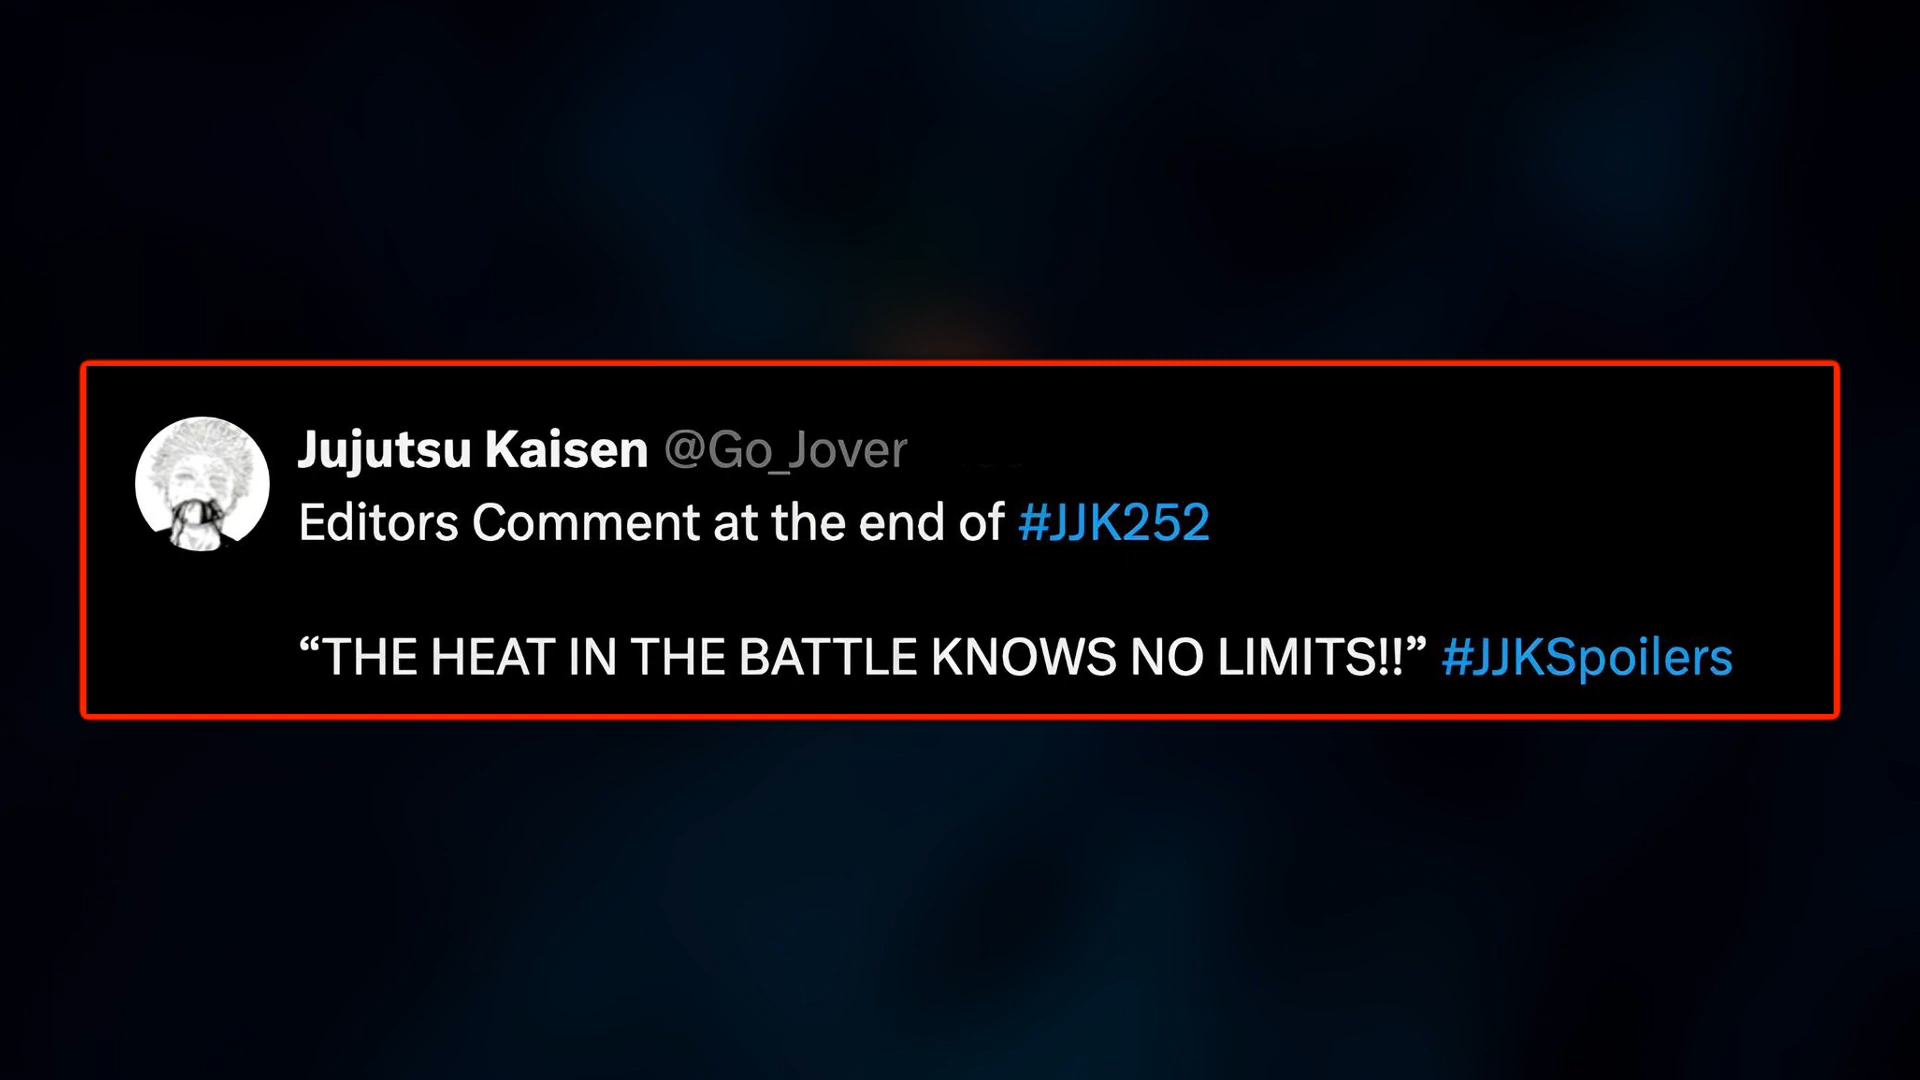 Jujutsu Kaisen @Go_Jover
Editors Comment at the end of #JJK252
“THE HEAT IN THE BATTLE KNOWS NO LIMITS!!” #JJKSpoilers